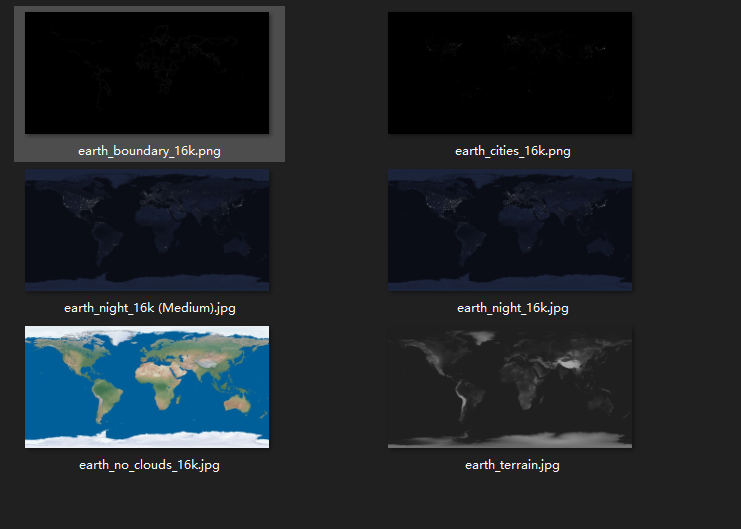 earth_boundary_16k.png
earth_cities_16k.png
earth_night_16k (Medium).jpg
earth_night_16k.jpg
earth_no_clouds_16k.jpg
earth_terrain.jpg